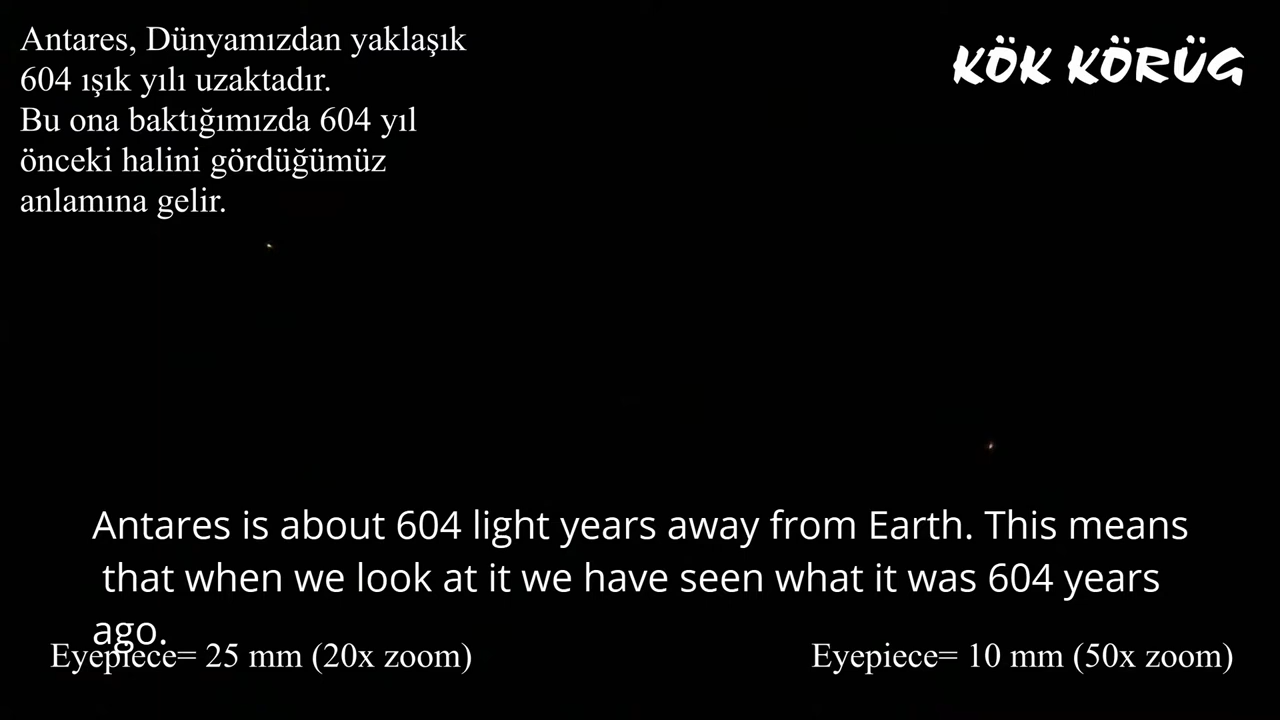 Antares, Dünyamızdan yaklaşık
604 ışık yılı uzaktadır.
Bu ona baktığımızda 604 yıl
önceki halini gördüğümüz
anlamına gelir.
KÖK KÖRÜG
Antares is about 604 light years away from Earth. This means
that when we look at it we have seen what it was 604 years
ago.
Eyepiece= 25 mm (20x zoom)
Eyepiece= 10 mm (50x zoom)